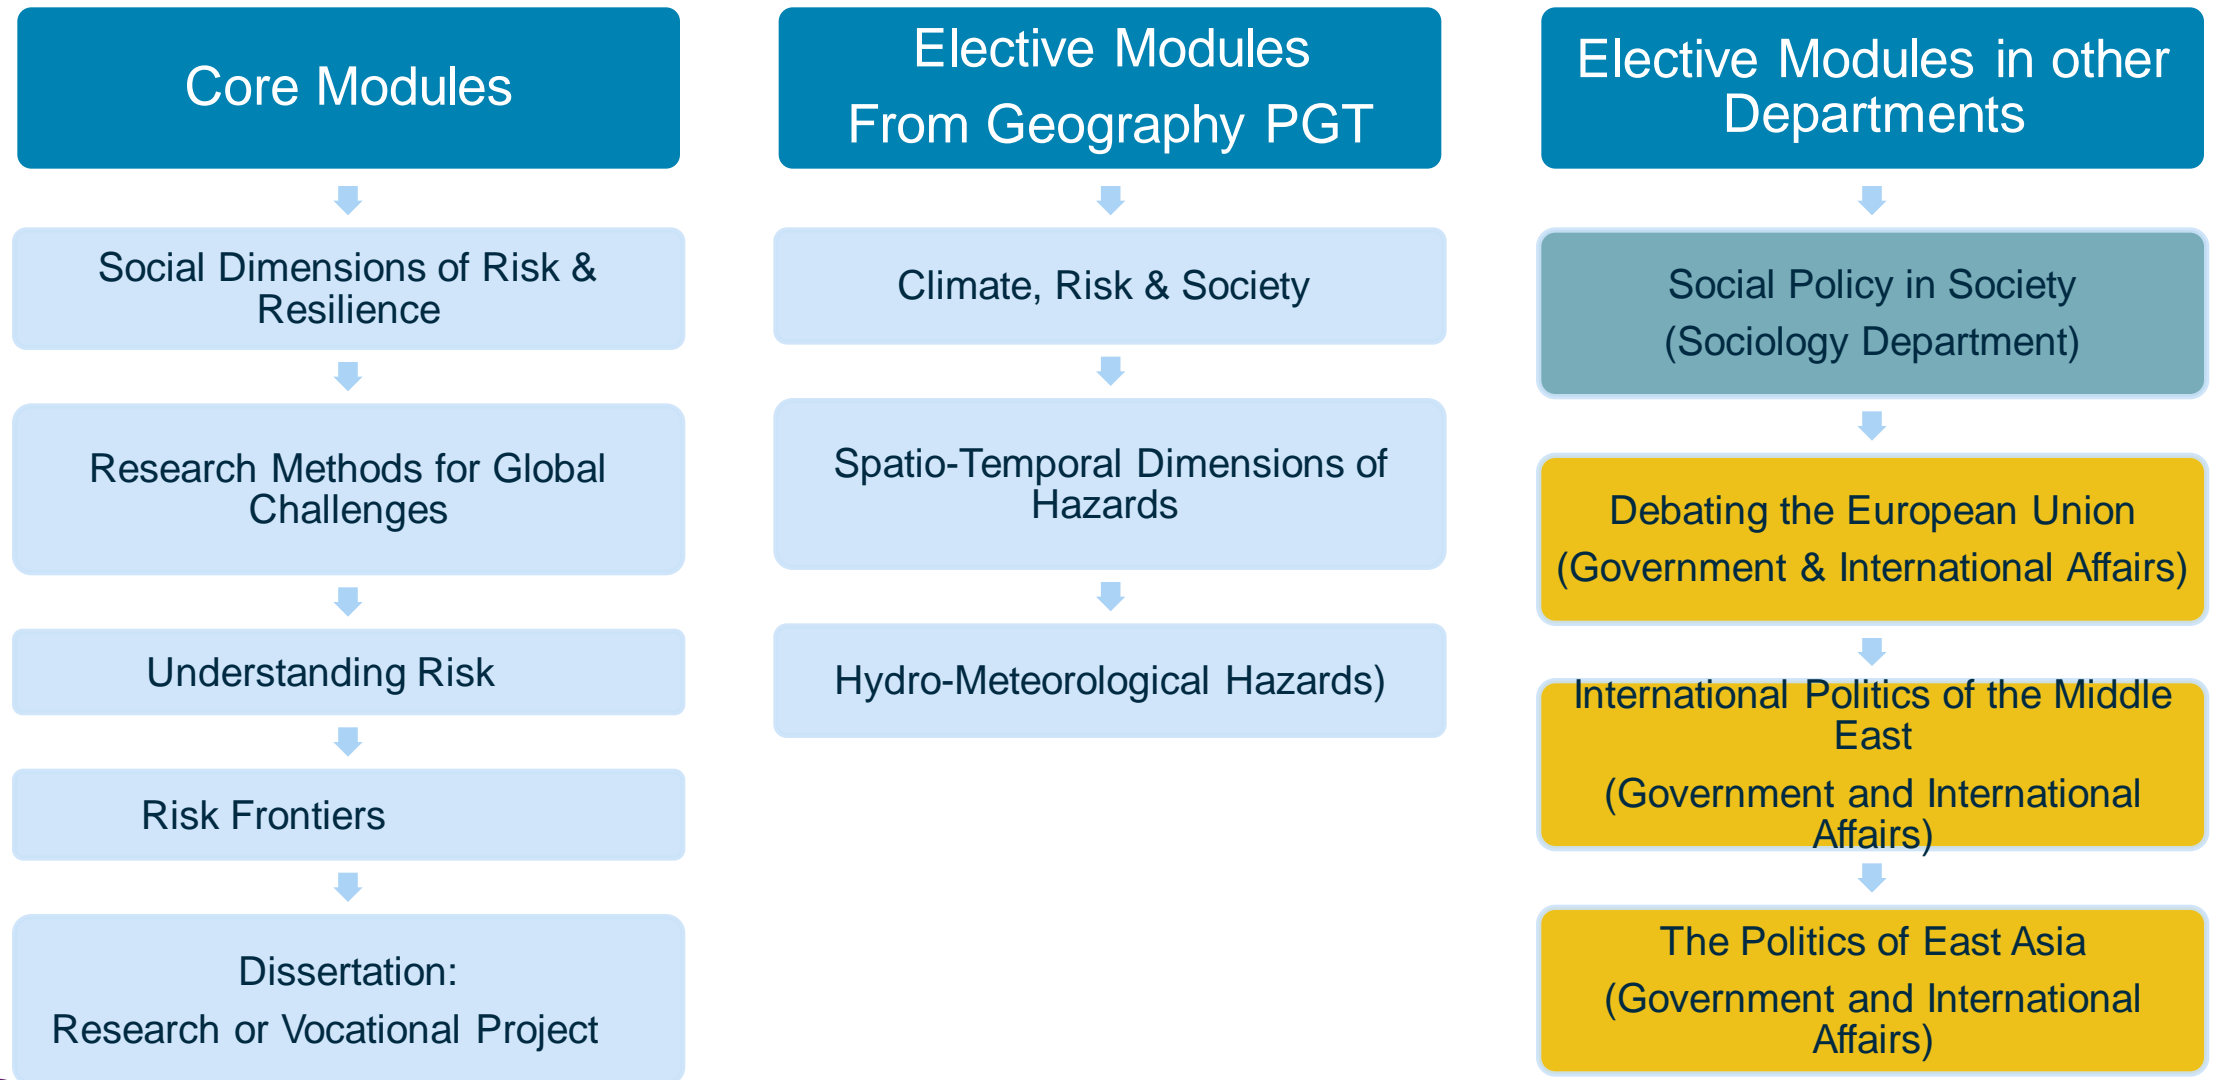 Core Modules
Social Dimensions of Risk &
Resilience
Research Methods for Global
Challenges
Understanding Risk
Risk Frontiers
Dissertation:
Research or Vocational Project
Elective Modules
From Geography PGT
Climate, Risk & Society
Spatio-Temporal Dimensions of
Hazards
Hydro-Meteorological Hazards)
Elective Modules in other
Departments
Social Policy in Society
(Sociology Department)
Debating the European Union
(Government & International Affairs)
International Politics of the Middle
East
(Government and International
Affairs)
The Politics of East Asia
(Government and International
Affairs)